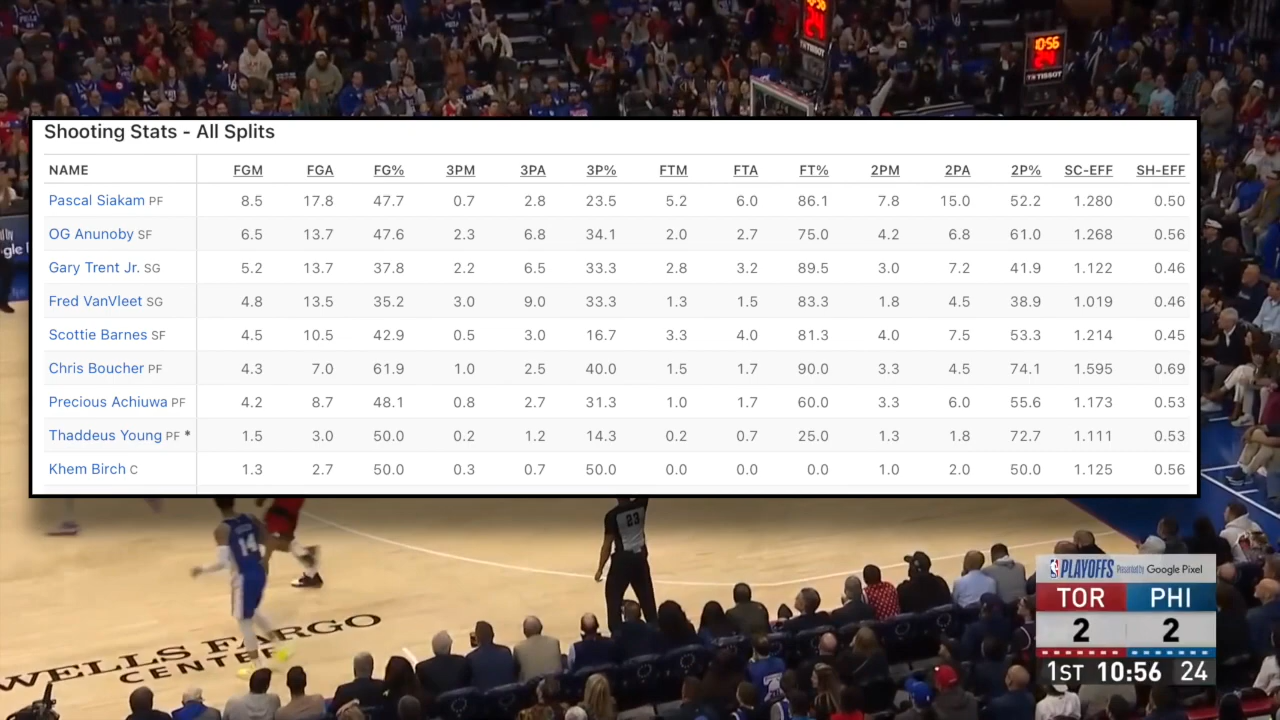 10:56
24
TISSOT
TISSOT
Shooting Stats - All Splits
NAME FGM FGA FG% 3PM 3PA 3P% FTM FTA FT% 2PM 2PA 2P% SC-EFF SH-EFF
Pascal Siakam PF 8.5 17.8 47.7 0.7 2.8 23.5 5.2 6.0 86.1 7.8 15.0 52.2 1.280 0.50
OG Anunoby SF 6.5 13.7 47.6 2.3 6.8 34.1 2.0 2.7 75.0 4.2 6.8 61.0 1.268 0.56
Gary Trent Jr. SG 5.2 13.7 37.8 2.2 6.5 33.3 2.8 3.2 89.5 3.0 7.2 41.9 1.122 0.46
Fred VanVleet SG 4.8 13.5 35.2 3.0 9.0 33.3 1.3 1.5 83.3 1.8 4.5 38.9 1.019 0.46
Scottie Barnes SF 4.5 10.5 42.9 0.5 3.0 16.7 3.3 4.0 81.3 4.0 7.5 53.3 1.214 0.45
Chris Boucher PF 4.3 7.0 61.9 1.0 2.5 40.0 1.5 1.7 90.0 3.3 4.5 74.1 1.595 0.69
Precious Achiuwa PF 4.2 8.7 48.1 0.8 2.7 31.3 1.0 1.7 60.0 3.3 6.0 55.6 1.173 0.53
Thaddeus Young PF * 1.5 3.0 50.0 0.2 1.2 14.3 0.2 0.7 25.0 1.3 1.8 72.7 1.111 0.53
Khem Birch C 1.3 2.7 50.0 0.3 0.7 50.0 0.0 0.0 0.0 1.0 2.0 50.0 1.125 0.56
23
14
WELLS FARGO
CENTER
PLAYOFFS Presented by Google Pixel
TOR PHI
2 2
1ST 10:56 24